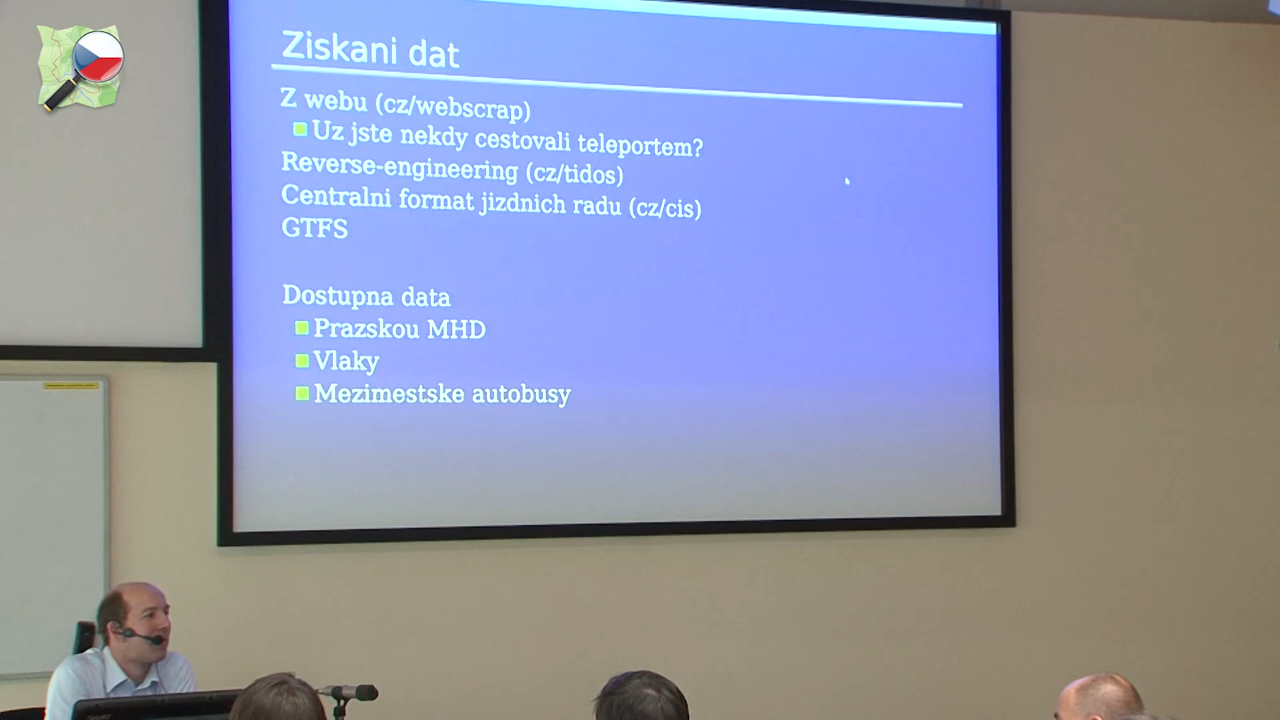 Ziskani dat
Z webu (cz/webscrap)
Uz jste nekdy cestovali teleportem?
Reverse-engineering (cz/tidos)
Centralni format jizdnich radu (cz/cis)
GTFS
Dostupna data
Prazskou MHD
Vlaky
Mezimestske autobusy